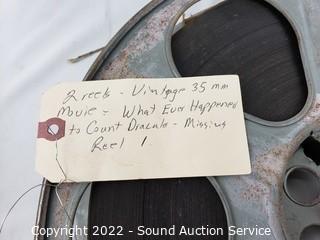 2 reels - Vintage 35 mm
Movie - What Ever Happened
to Count Dracula - Missing
Reel 1
Copyright 2022 - Sound Auction Service